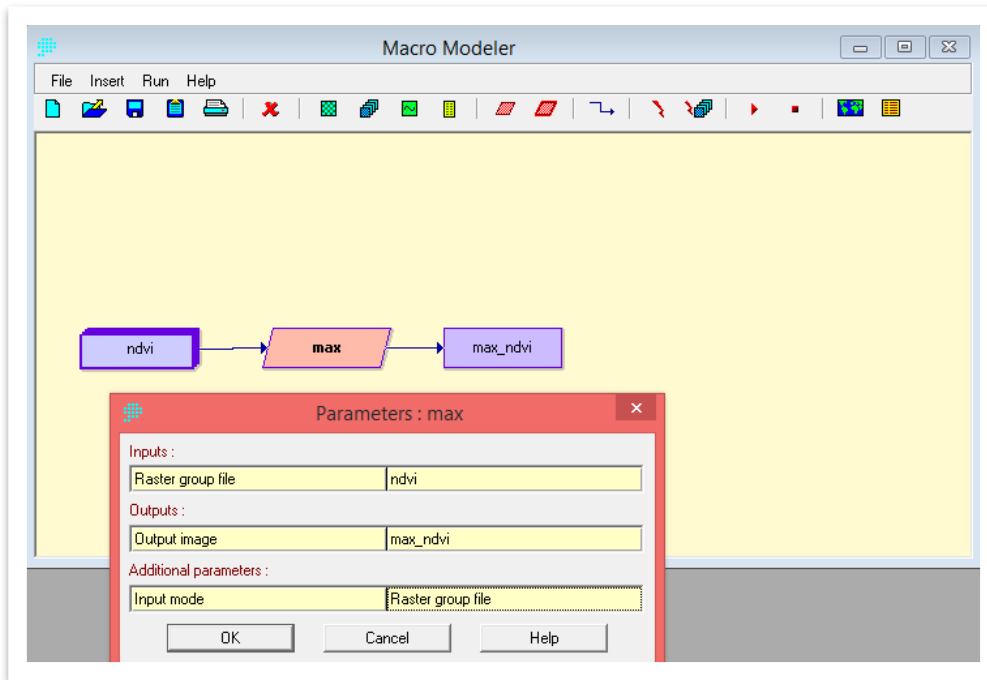 Macro Modeler
File Insert Run Help
ndvi max max_ndvi
Parameters : max
Inputs :
Raster group file ndvi
Outputs :
Output image max_ndvi
Additional parameters :
Input mode Raster group file
OK Cancel Help